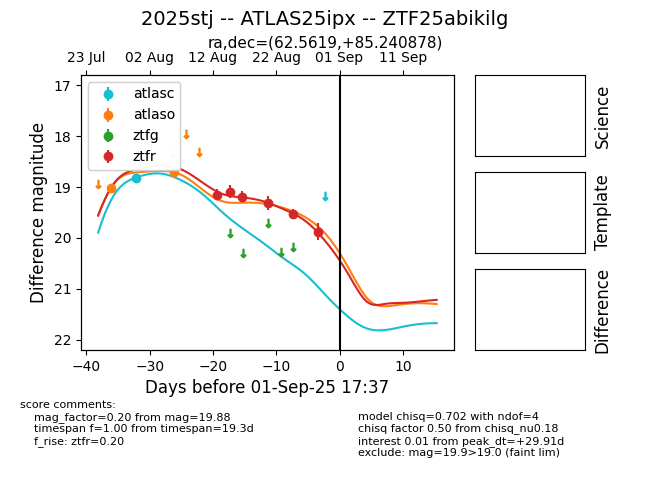 2025stj -- ATLAS25ipx -- ZTF25abikilg
ra,dec=(62.5619,+85.240878)
23 Jul 02 Aug 12 Aug 22 Aug 01 Sep 11 Sep
17
18
19
20
21
22
Difference magnitude
atlasc
atlaso
ztfg
ztfr
−40 −30 −20 −10 0 10
Days before 01-Sep-25 17:37
Science
Template
Difference
score comments:
mag_factor=0.20 from mag=19.88
timespan f=1.00 from timespan=19.3d
f_rise: ztfr=0.20
model chisq=0.702 with ndof=4
chisq factor 0.50 from chisq_nu0.18
interest 0.01 from peak_dt=+29.91d
exclude: mag=19.9>19.0 (faint lim)